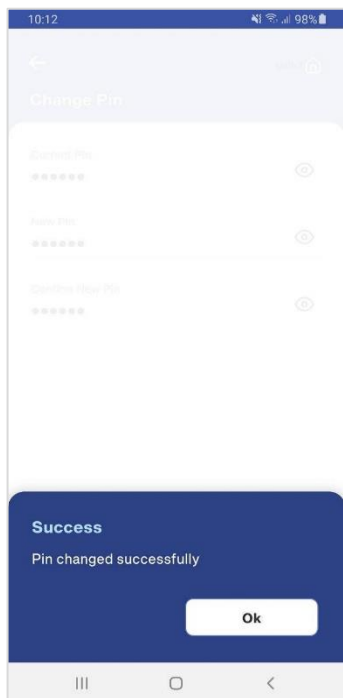 10:12
98%
Change Pin
Current Pin
New PIN
Confirm New Pin
Success
Pin changed successfully
Ok